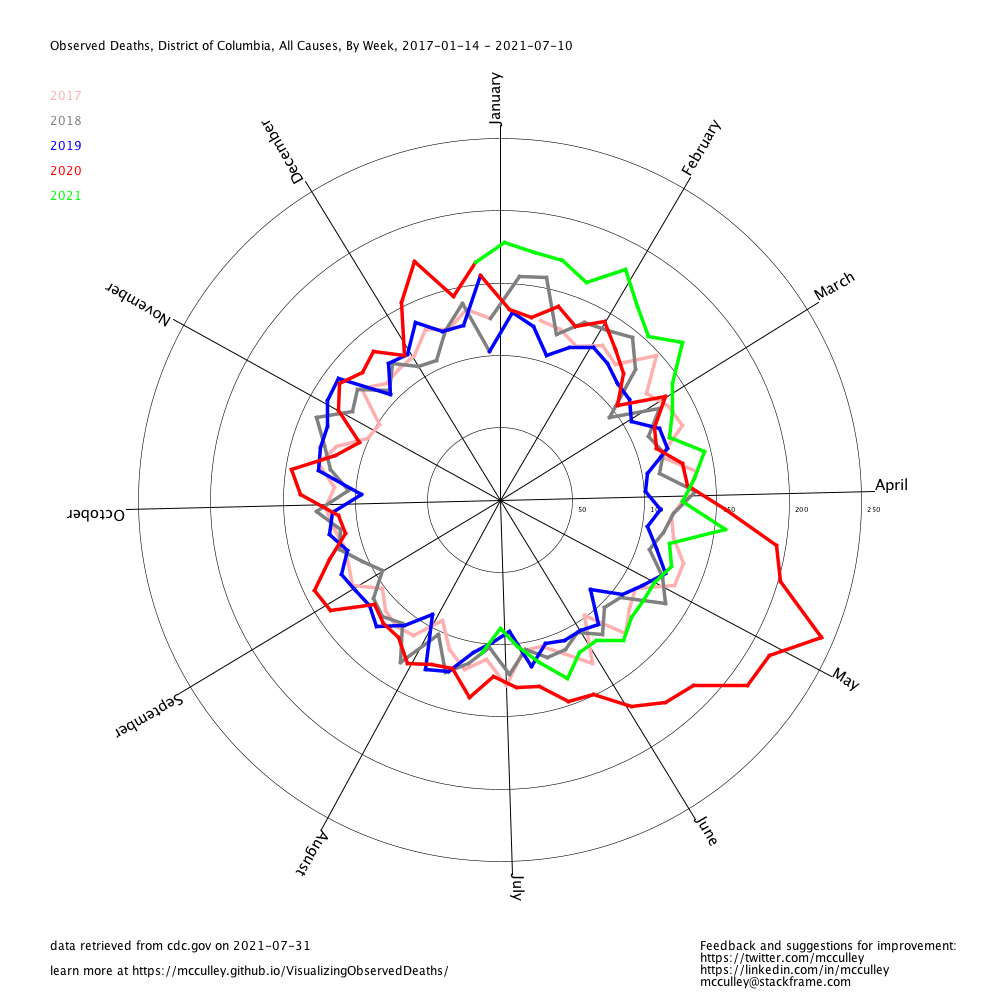 Observed Deaths, District of Columbia, All Causes, By Week, 2017-01-14 - 2021-07-10
2017
2018
2019
2020
2021
January
February
March
April
May
June
July
August
September
October
November
December
50
100
150
200
250
data retrieved from cdc.gov on 2021-07-31
learn more at https://mcculley.github.io/VisualizingObservedDeaths/
Feedback and suggestions for improvement:
https://twitter.com/mcculley
https://linkedin.com/in/mcculley
mcculley@stackframe.com